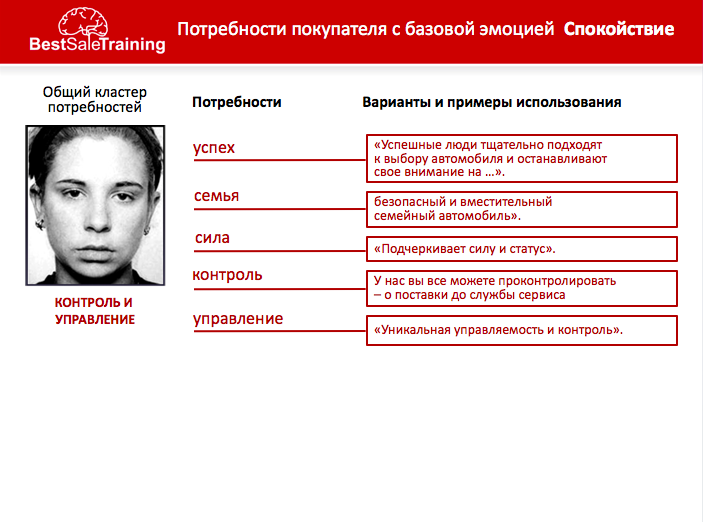 BestSaleTraining
Потребности покупателя с базовой эмоцией Спокойствие
Общий кластер
потребностей
КОНТРОЛЬ И
УПРАВЛЕНИЕ
Потребности
Варианты и примеры использования
успех
«Успешные люди тщательно подходят
к выбору автомобиля и останавливают
свое внимание на ...».
семья
безопасный и вместительный
семейный автомобиль».
сила
«Подчеркивает силу и статус».
контроль
У нас вы все можете проконтролировать
– о поставки до службы сервиса
управление
«Уникальная управляемость и контроль».